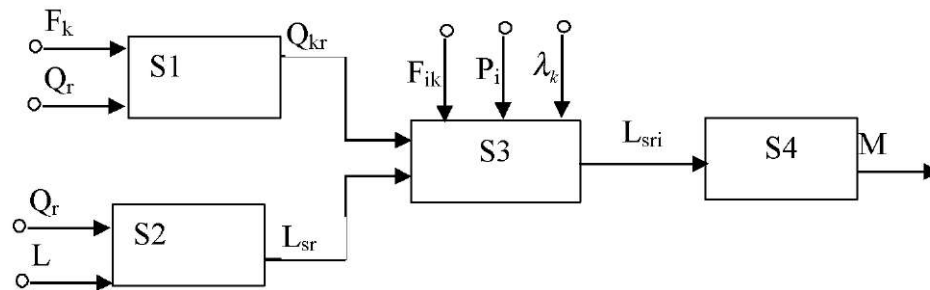 F_k
S1
Q_kr
Q_r
F_ik
P_i
λ_k
S3
L_sri
S4
M
Q_r
S2
L_sr
L